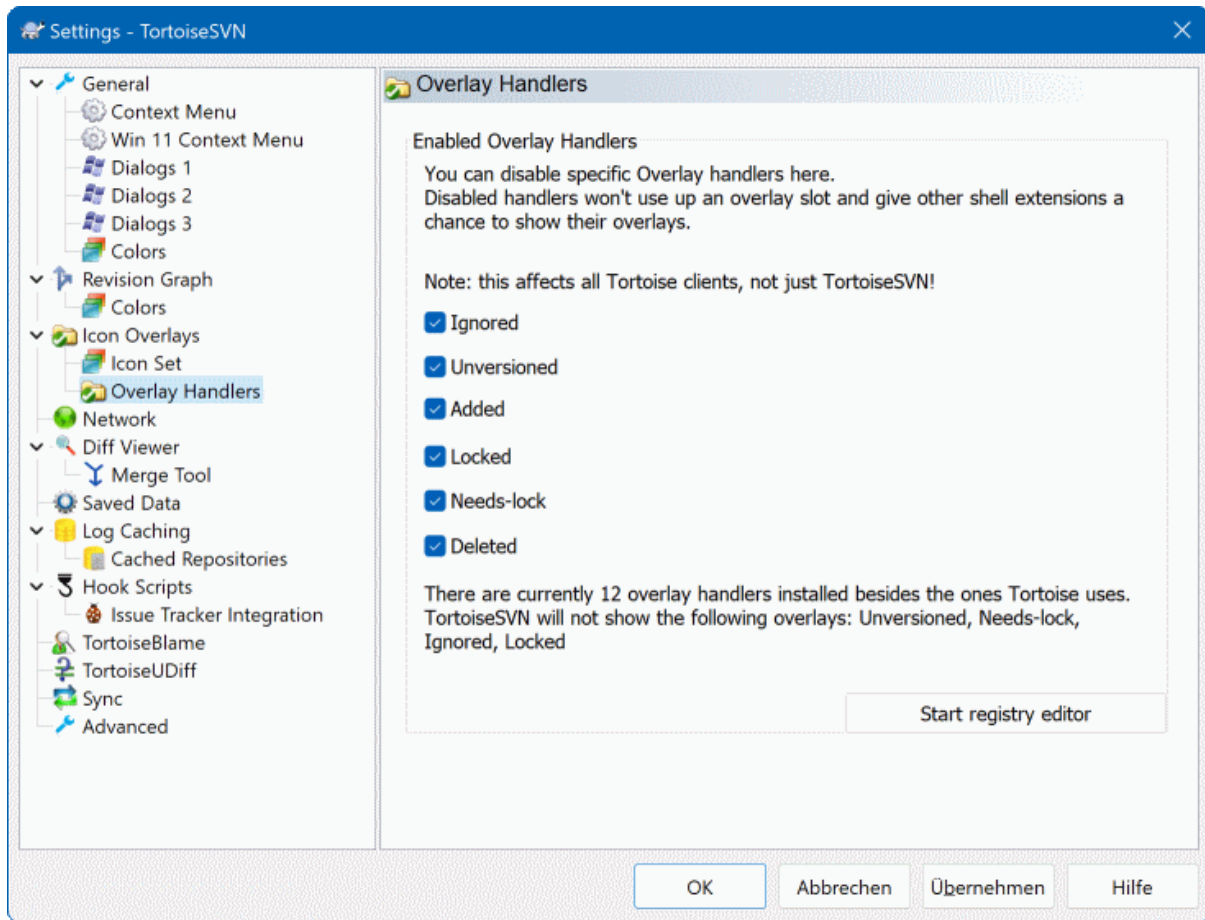 Settings - TortoiseSVN
General
Context Menu
Win 11 Context Menu
Dialogs 1
Dialogs 2
Dialogs 3
Colors
Revision Graph
Colors
Icon Overlays
Icon Set
Overlay Handlers
Network
Diff Viewer
Merge Tool
Saved Data
Log Caching
Cached Repositories
Hook Scripts
Issue Tracker Integration
TortoiseBlame
TortoiseUDiff
Sync
Advanced
Overlay Handlers
Enabled Overlay Handlers
You can disable specific Overlay handlers here.
Disabled handlers won't use up an overlay slot and give other shell extensions a
chance to show their overlays.
Note: this affects all Tortoise clients, not just TortoiseSVN!
Ignored
Unversioned
Added
Locked
Needs-lock
Deleted
There are currently 12 overlay handlers installed besides the ones Tortoise uses.
TortoiseSVN will not show the following overlays: Unversioned, Needs-lock,
Ignored, Locked
Start registry editor
OK
Abbrechen
Übernehmen
Hilfe